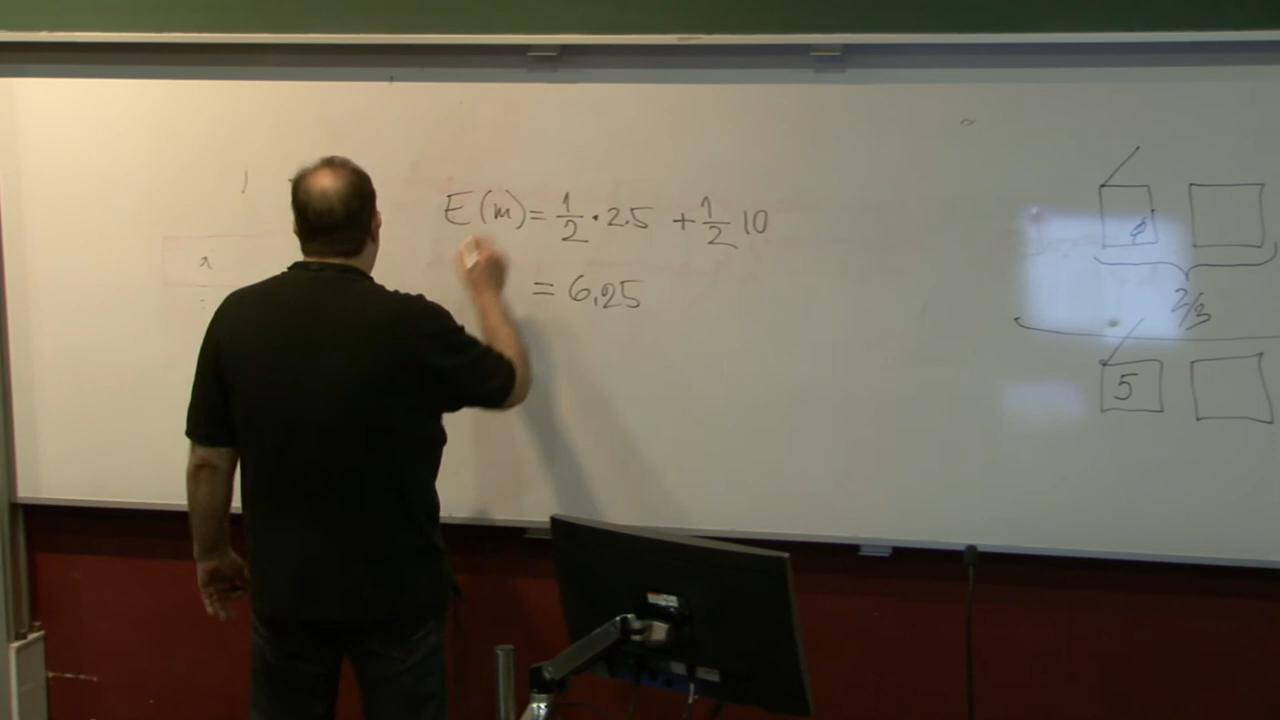 E(m) = 1/2 · 2.5 + 1/2 10
= 6,25
2/3
5